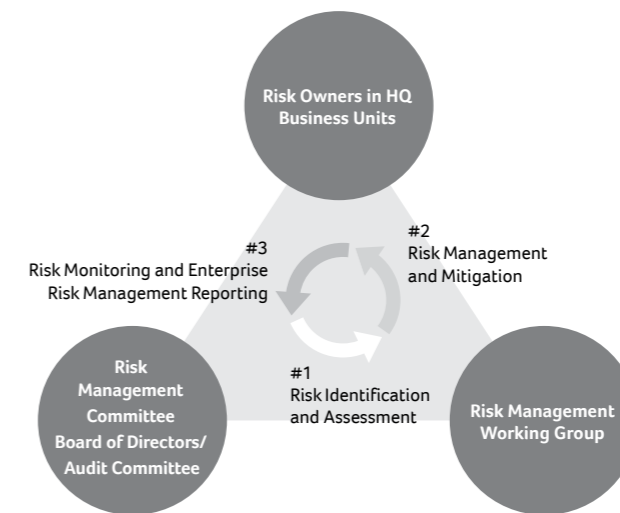 Risk Owners in HQ
Business Units
#3
Risk Monitoring and Enterprise
Risk Management Reporting
#2
Risk Management
and Mitigation
#1
Risk Identification
and Assessment
Risk
Management
Committee
Board of Directors/
Audit Committee
Risk Management
Working Group